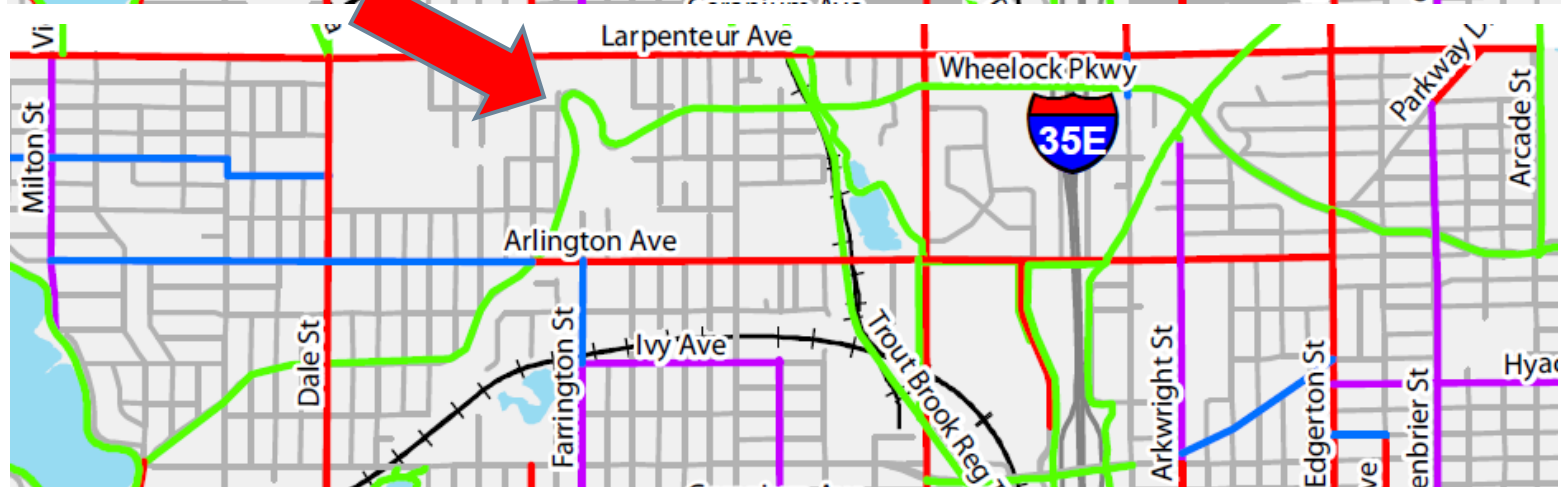 Larpenteur Ave
Wheelock Pkwy
Milton St
35E
Parkway
Arcade St
Arlington Ave
Dale St
Farrington St
Ivy Ave
Trout Brook Reg
Arkwright St
Edgerton St